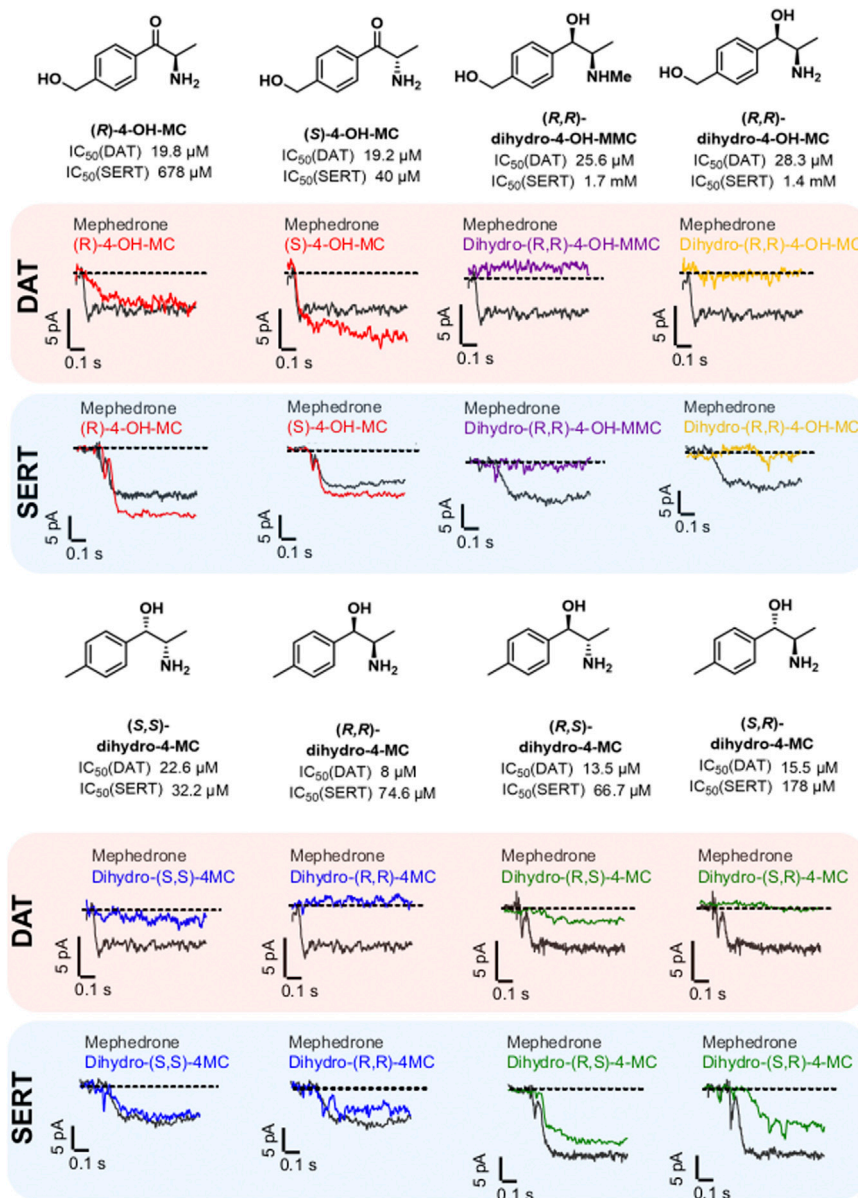 O
O
OH
OH
HO
NH₂
HO
NH₂
HO
NHMe
HO
NH₂
(R)-4-OH-MC
IC₅₀(DAT) 19.8 µM
IC₅₀(SERT) 678 µM
(S)-4-OH-MC
IC₅₀(DAT) 19.2 µM
IC₅₀(SERT) 40 µM
(R,R)-
dihydro-4-OH-MMC
IC₅₀(DAT) 25.6 µM
IC₅₀(SERT) 1.7 mM
(R,R)-
dihydro-4-OH-MC
IC₅₀(DAT) 28.3 µM
IC₅₀(SERT) 1.4 mM
DAT
Mephedrone
(R)-4-OH-MC
5 pA
0.1 s
Mephedrone
(S)-4-OH-MC
5 pA
0.1 s
Mephedrone
Dihydro-(R,R)-4-OH-MMC
5 pA
0.1 s
Mephedrone
Dihydro-(R,R)-4-OH-MC
5 pA
0.1 s
SERT
Mephedrone
(R)-4-OH-MC
5 pA
0.1 s
Mephedrone
(S)-4-OH-MC
5 pA
0.1 s
Mephedrone
Dihydro-(R,R)-4-OH-MMC
5 pA
0.1 s
Mephedrone
Dihydro-(R,R)-4-OH-MC
5 pA
0.1 s
OH
OH
OH
OH
NH₂
NH₂
NH₂
NH₂
(S,S)-
dihydro-4-MC
IC₅₀(DAT) 22.6 µM
IC₅₀(SERT) 32.2 µM
(R,R)-
dihydro-4-MC
IC₅₀(DAT) 8 µM
IC₅₀(SERT) 74.6 µM
(R,S)-
dihydro-4-MC
IC₅₀(DAT) 13.5 µM
IC₅₀(SERT) 66.7 µM
(S,R)-
dihydro-4-MC
IC₅₀(DAT) 15.5 µM
IC₅₀(SERT) 178 µM
DAT
Mephedrone
Dihydro-(S,S)-4MC
5 pA
0.1 s
Mephedrone
Dihydro-(R,R)-4MC
5 pA
0.1 s
Mephedrone
Dihydro-(R,S)-4-MC
5 pA
0.1 s
Mephedrone
Dihydro-(S,R)-4-MC
5 pA
0.1 s
SERT
Mephedrone
Dihydro-(S,S)-4MC
5 pA
0.1 s
Mephedrone
Dihydro-(R,R)-4MC
5 pA
0.1 s
Mephedrone
Dihydro-(R,S)-4-MC
5 pA
0.1 s
Mephedrone
Dihydro-(S,R)-4-MC
5 pA
0.1 s